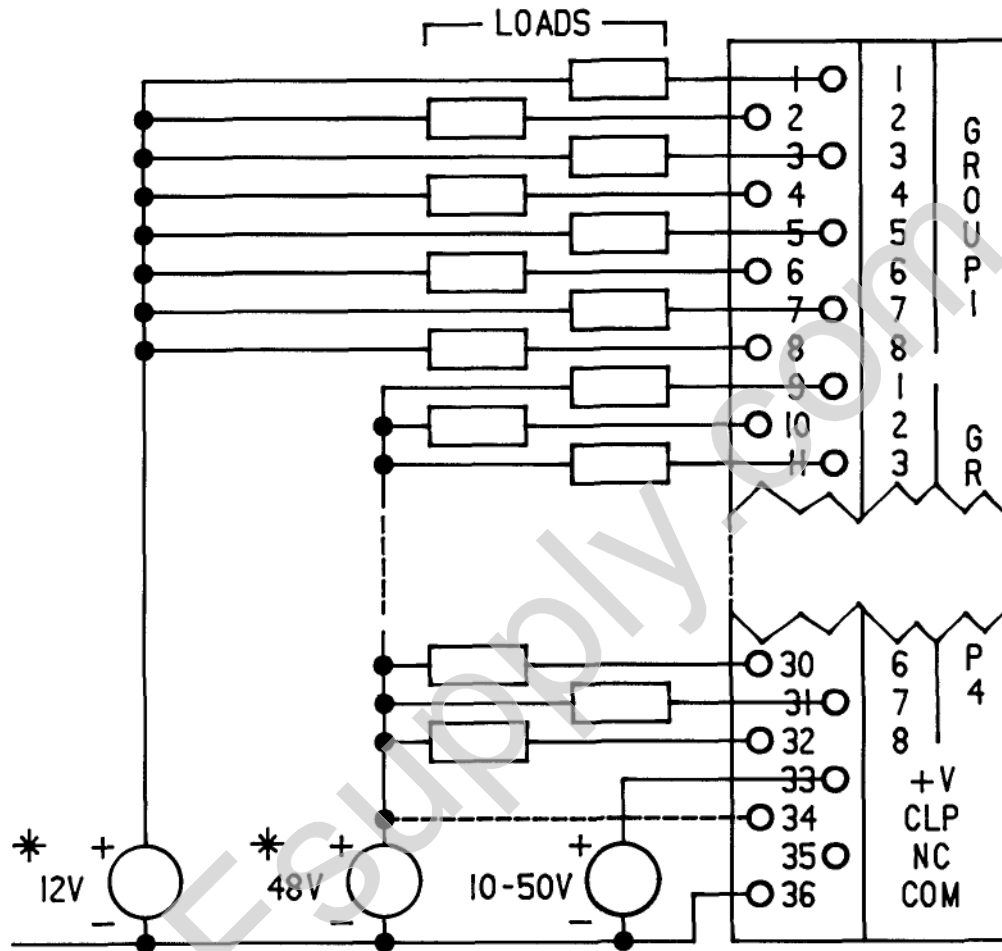 LOADS
1 1
2 2
3 3
4 4
5 5
6 6
7 7
8 8
GROUP 1
9 1
10 2
11 3
GR
30 6
31 7
32 8
P4
33 +V
34 CLP
35 NC
36 COM
* + 12V -
* + 48V -
+ 10-50V -
Esupply.com